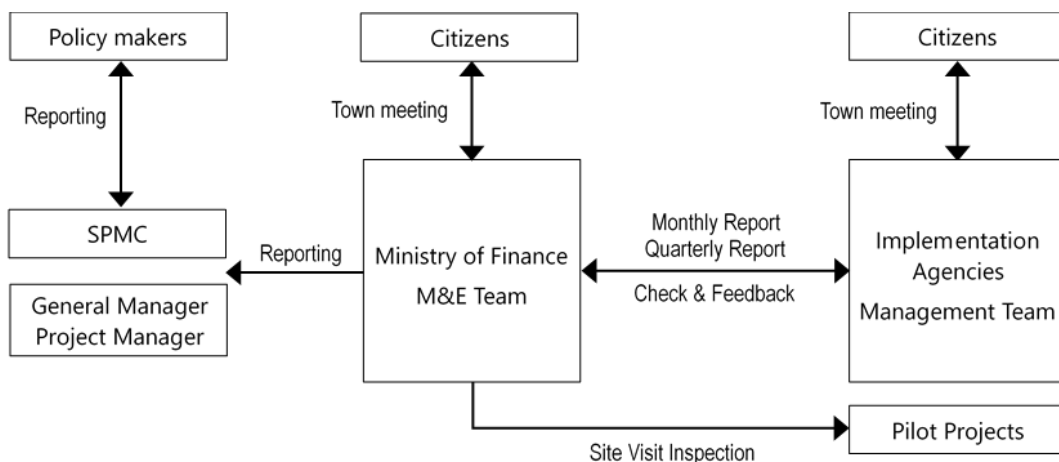 Policy makers
Citizens
Citizens
Reporting
Town meeting
Town meeting
SPMC
General Manager
Project Manager
Reporting
Ministry of Finance
M&E Team
Monthly Report
Quarterly Report
Check & Feedback
Implementation
Agencies
Management Team
Site Visit Inspection
Pilot Projects